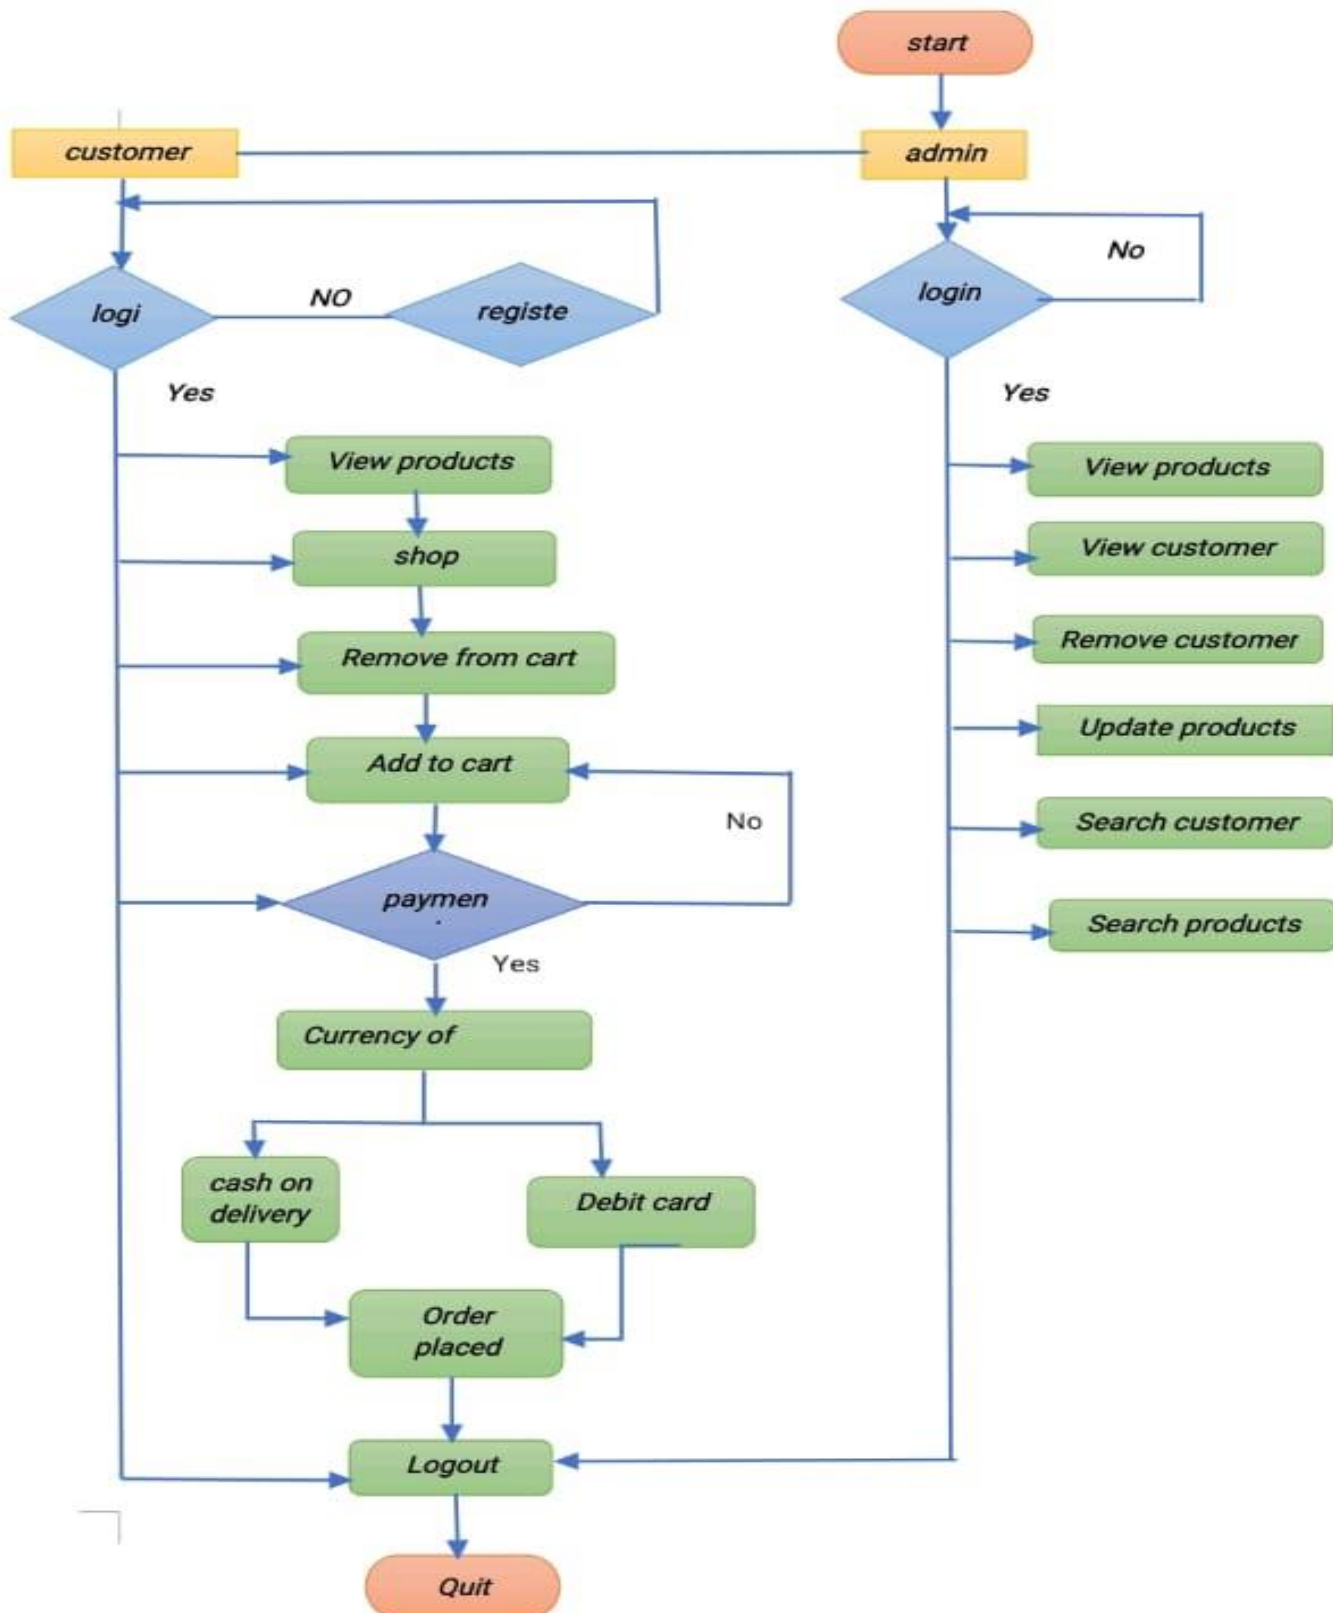 start
customer
admin
No
login
logi
NO
registe
Yes
Yes
View products
shop
Remove from cart
Add to cart
No
paymen
Yes
Currency of
cash on
delivery
Debit card
Order
placed
Logout
Quit
View products
View customer
Remove customer
Update products
Search customer
Search products